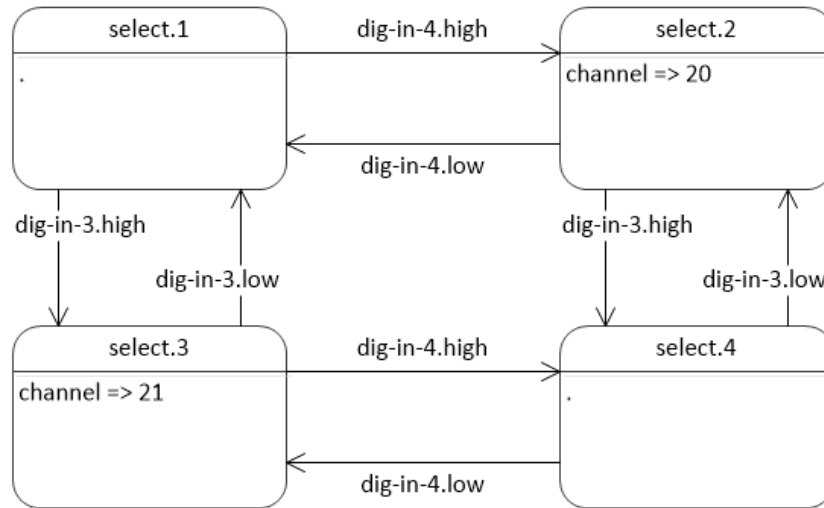 select.1
dig-in-4.high
select.2
.
channel => 20
dig-in-4.low
dig-in-3.high
dig-in-3.low
dig-in-3.high
dig-in-3.low
select.3
dig-in-4.high
select.4
channel => 21
.
dig-in-4.low